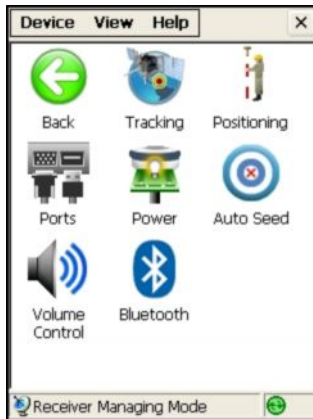 Device View Help
Back Tracking Positioning
Ports Power Auto Seed
Volume Control Bluetooth
Receiver Managing Mode